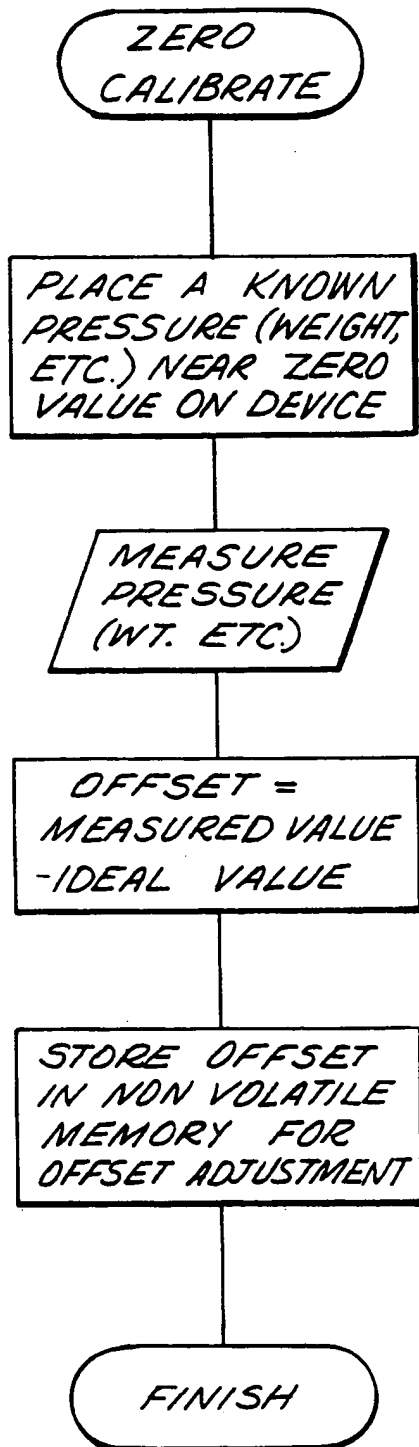 ZERO
CALIBRATE
PLACE A KNOWN
PRESSURE (WEIGHT,
ETC.) NEAR ZERO
VALUE ON DEVICE
MEASURE
PRESSURE
(WT. ETC.)
OFFSET =
MEASURED VALUE
-IDEAL VALUE
STORE OFFSET
IN NON VOLATILE
MEMORY FOR
OFFSET ADJUSTMENT
FINISH